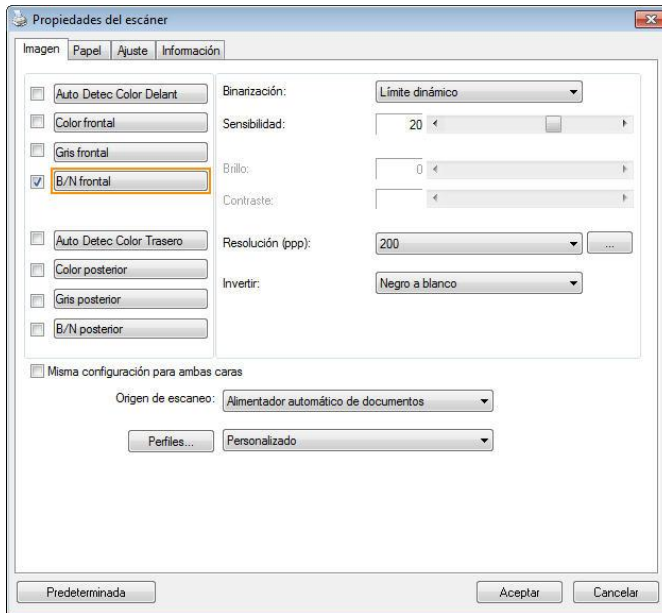 Propiedades del escáner
Imagen Papel Ajuste Información
Auto Detec Color Delant
Color frontal
Gris frontal
B/N frontal
Auto Detec Color Trasero
Color posterior
Gris posterior
B/N posterior
Binarización: Límite dinámico
Sensibilidad: 20
Brillo: 0
Contraste:
Resolución (ppp): 200 ...
Invertir: Negro a blanco
Misma configuración para ambas caras
Origen de escaneo: Alimentador automático de documentos
Perfiles... Personalizado
Predeterminada Aceptar Cancelar